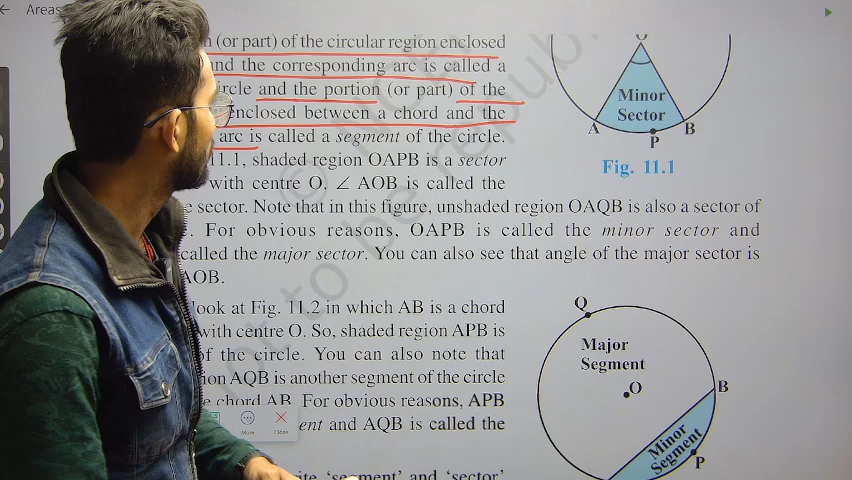 Areas
(or part) of the circular region enclosed
and the corresponding arc is called a
and the portion (or part) of the
enclosed between a chord and the
arc is called a segment of the circle.
11.1, shaded region OAPB is a sector
with centre O. ∠ AOB is called the
sector. Note that in this figure, unshaded region OAQB is also a sector of
For obvious reasons, OAPB is called the minor sector and
called the major sector. You can also see that angle of the major sector is
AOB.
look at Fig. 11.2 in which AB is a chord
with centre O. So, shaded region APB is
of the circle. You can also note that
AQB is another segment of the circle
chord AB. For obvious reasons, APB
and AQB is called the
'segment' and 'sector'
O
Minor
Sector
A
B
P
Fig. 11.1
Q
Major
Segment
O
B
Minor
Segment
P
More
Close